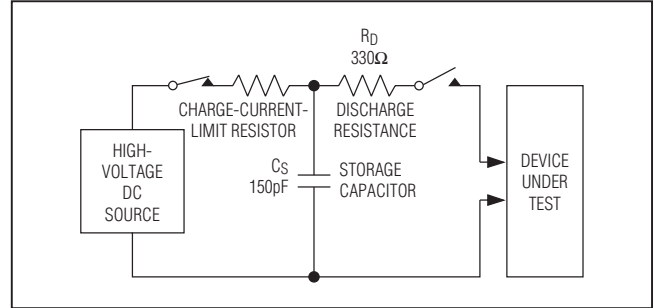 R_D
330Ω
CHARGE-CURRENT-
LIMIT RESISTOR
DISCHARGE
RESISTANCE
HIGH-
VOLTAGE
DC
SOURCE
C_S
150pF
STORAGE
CAPACITOR
DEVICE
UNDER
TEST